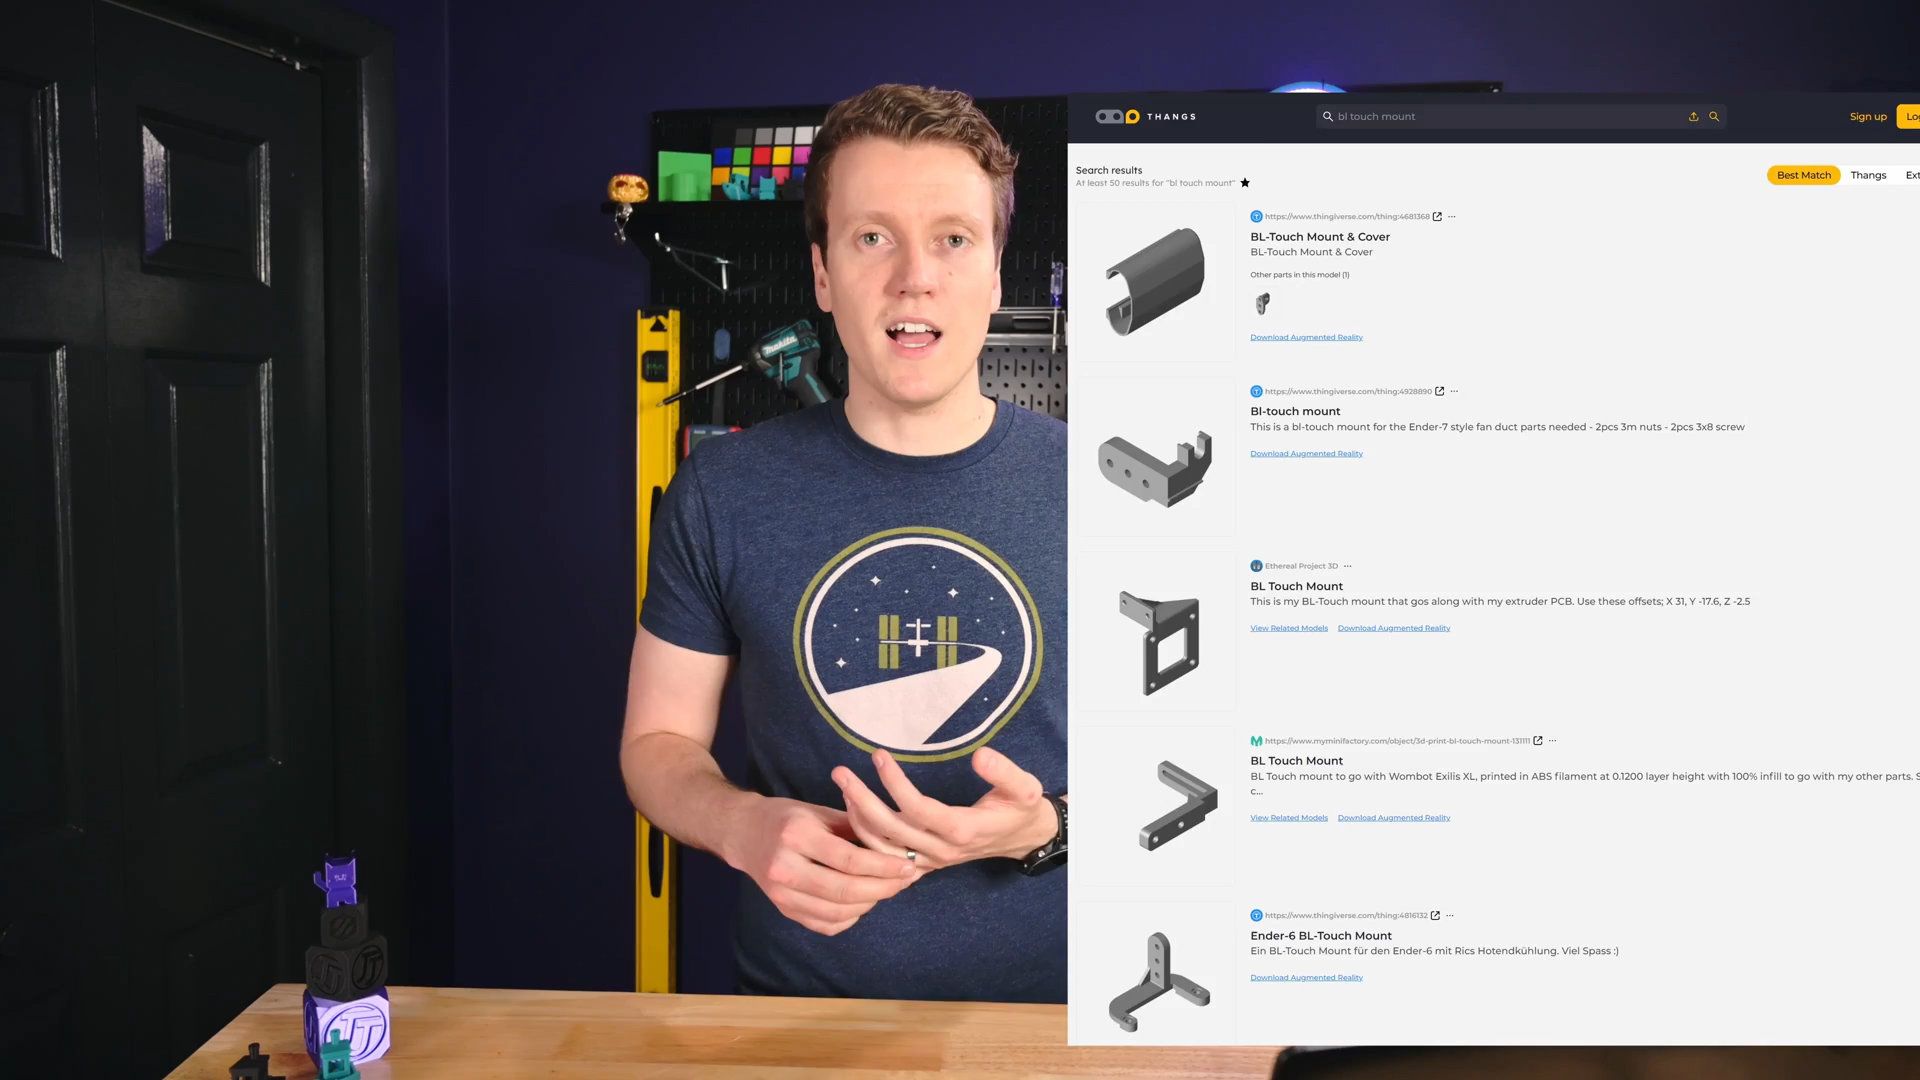 THANGS
bl touch mount
Sign up
Search results
At least 50 results for "bl touch mount"
Best Match
Thangs
https://www.thingiverse.com/thing:4681368
BL-Touch Mount & Cover
BL-Touch Mount & Cover
Other parts in this model (1)
Download Augmented Reality
https://www.thingiverse.com/thing:4928890
Bl-touch mount
This is a bl-touch mount for the Ender-7 style fan duct parts needed - 2pcs 3m nuts - 2pcs 3x8 screw
Download Augmented Reality
Ethereal Project 3D
BL Touch Mount
This is my BL-Touch mount that gos along with my extruder PCB. Use these offsets; X 31, Y -17.6, Z -2.5
View Related Models Download Augmented Reality
https://www.myminifactory.com/object/3d-print-bl-touch-mount-131111
BL Touch Mount
BL Touch mount to go with Wombot Exilis XL, printed in ABS filament at 0.1200 layer height with 100% infill to go with my other parts.
c...
View Related Models Download Augmented Reality
https://www.thingiverse.com/thing:4816132
Ender-6 BL-Touch Mount
Ein BL-Touch Mount für den Ender-6 mit Rics Hotendkühlung. Viel Spass :)
Download Augmented Reality
makita